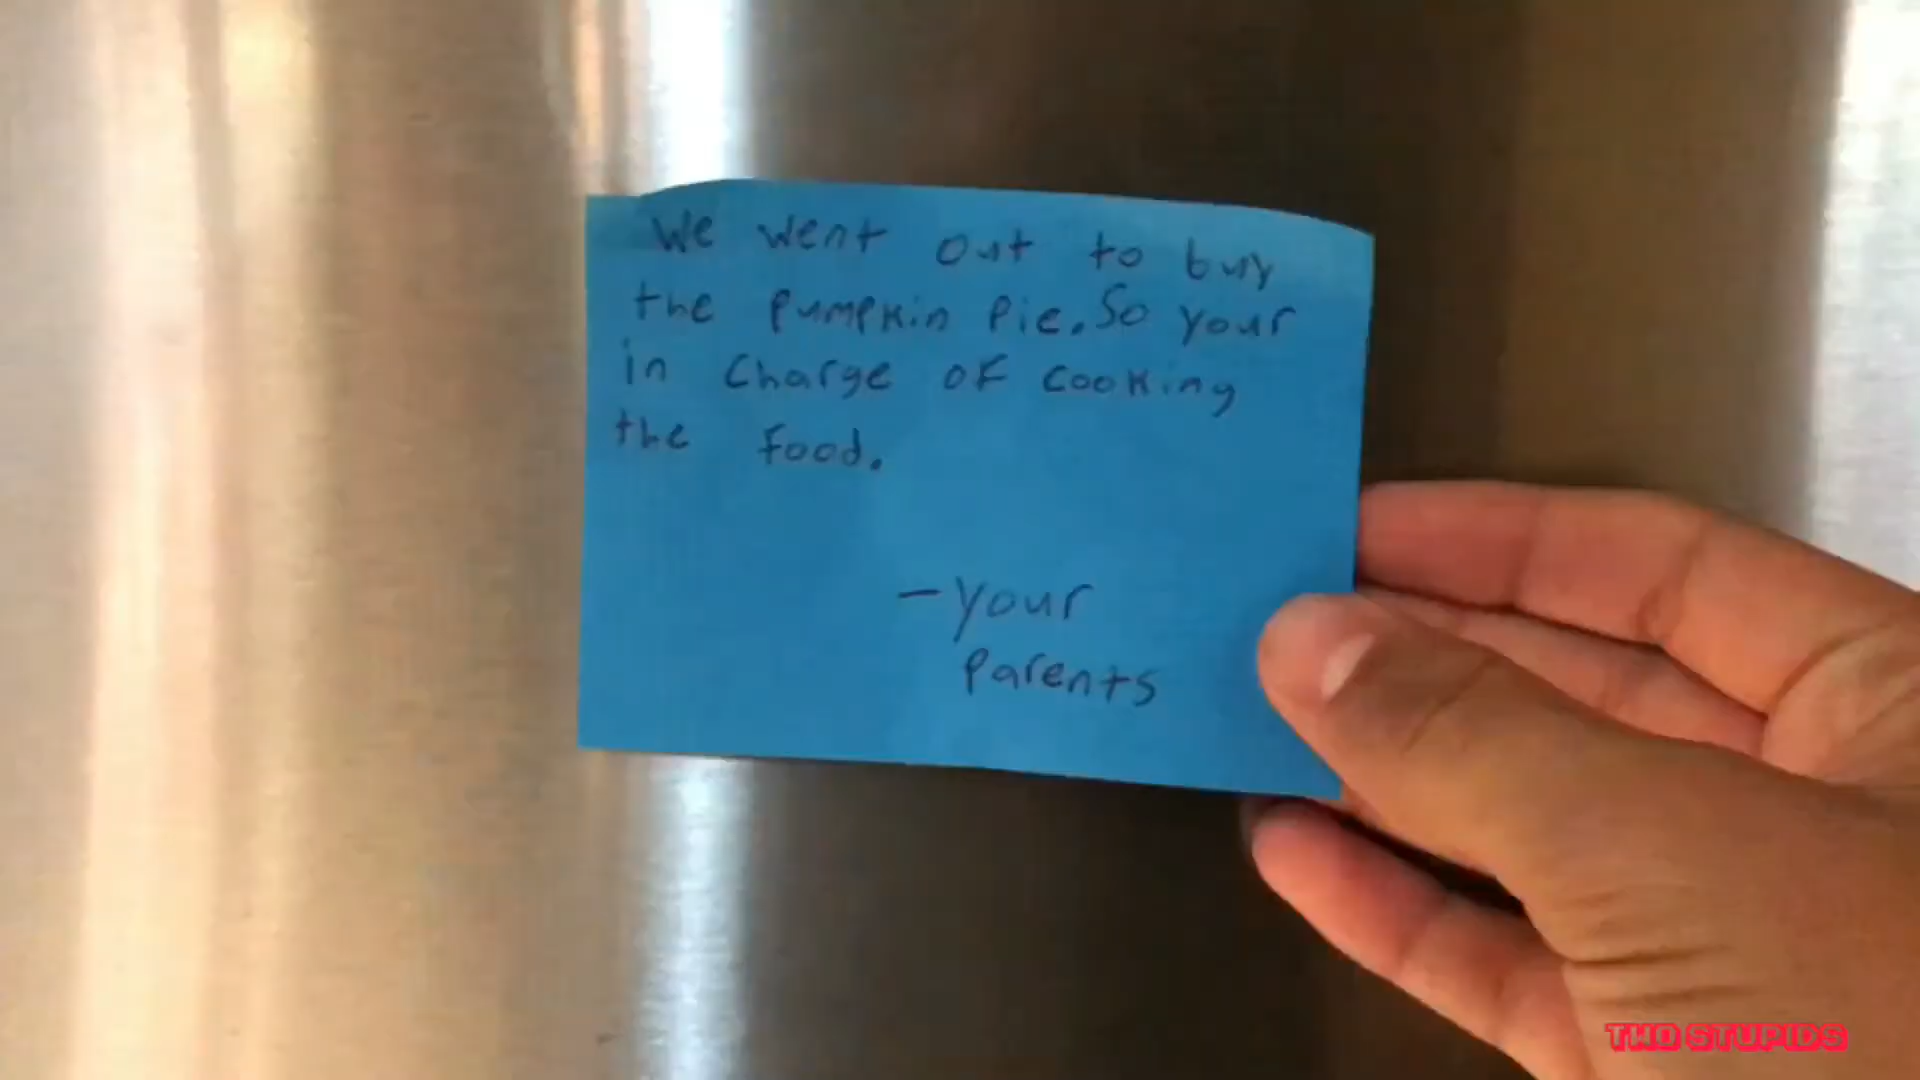 We went out to buy
the pumpkin pie. So your
in charge of cooking
the food.
- your
parents
TWO STUPIDS